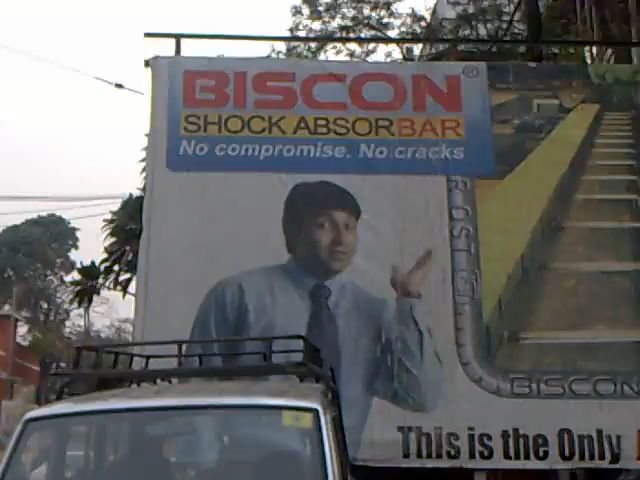 BISCON®
SHOCK ABSORBAR
No compromise. No cracks
BISCON
This is the Only